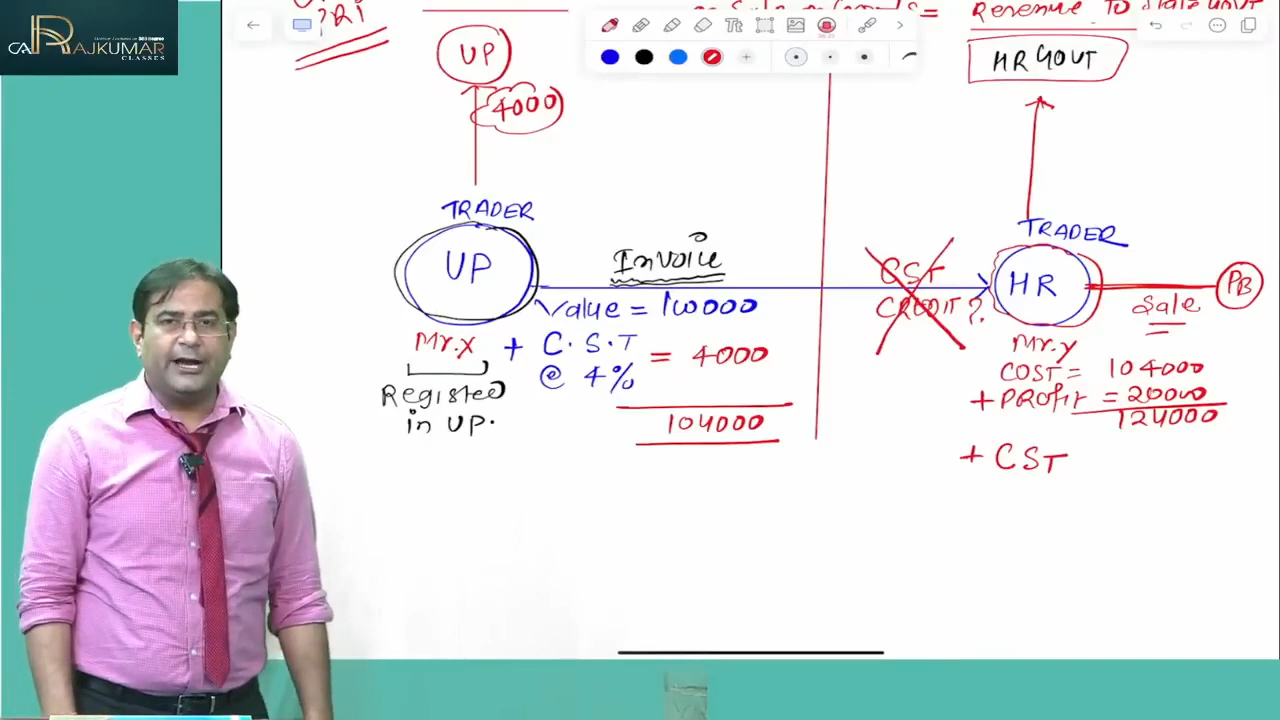 CA RAJKUMAR
CLASSES
Revenue To State Govt
UP
4000
HR GOVT
TRADER
TRADER
UP
Invoice
CST
CREDIT ?
HR
Sale
PB
Value = 100000
Mr.X
+ C.S.T = 4000
@ 4%
104000
Registed
in UP.
Mr.y
COST = 104000
+ PROfit = 20000
124000
+ CST
Tt